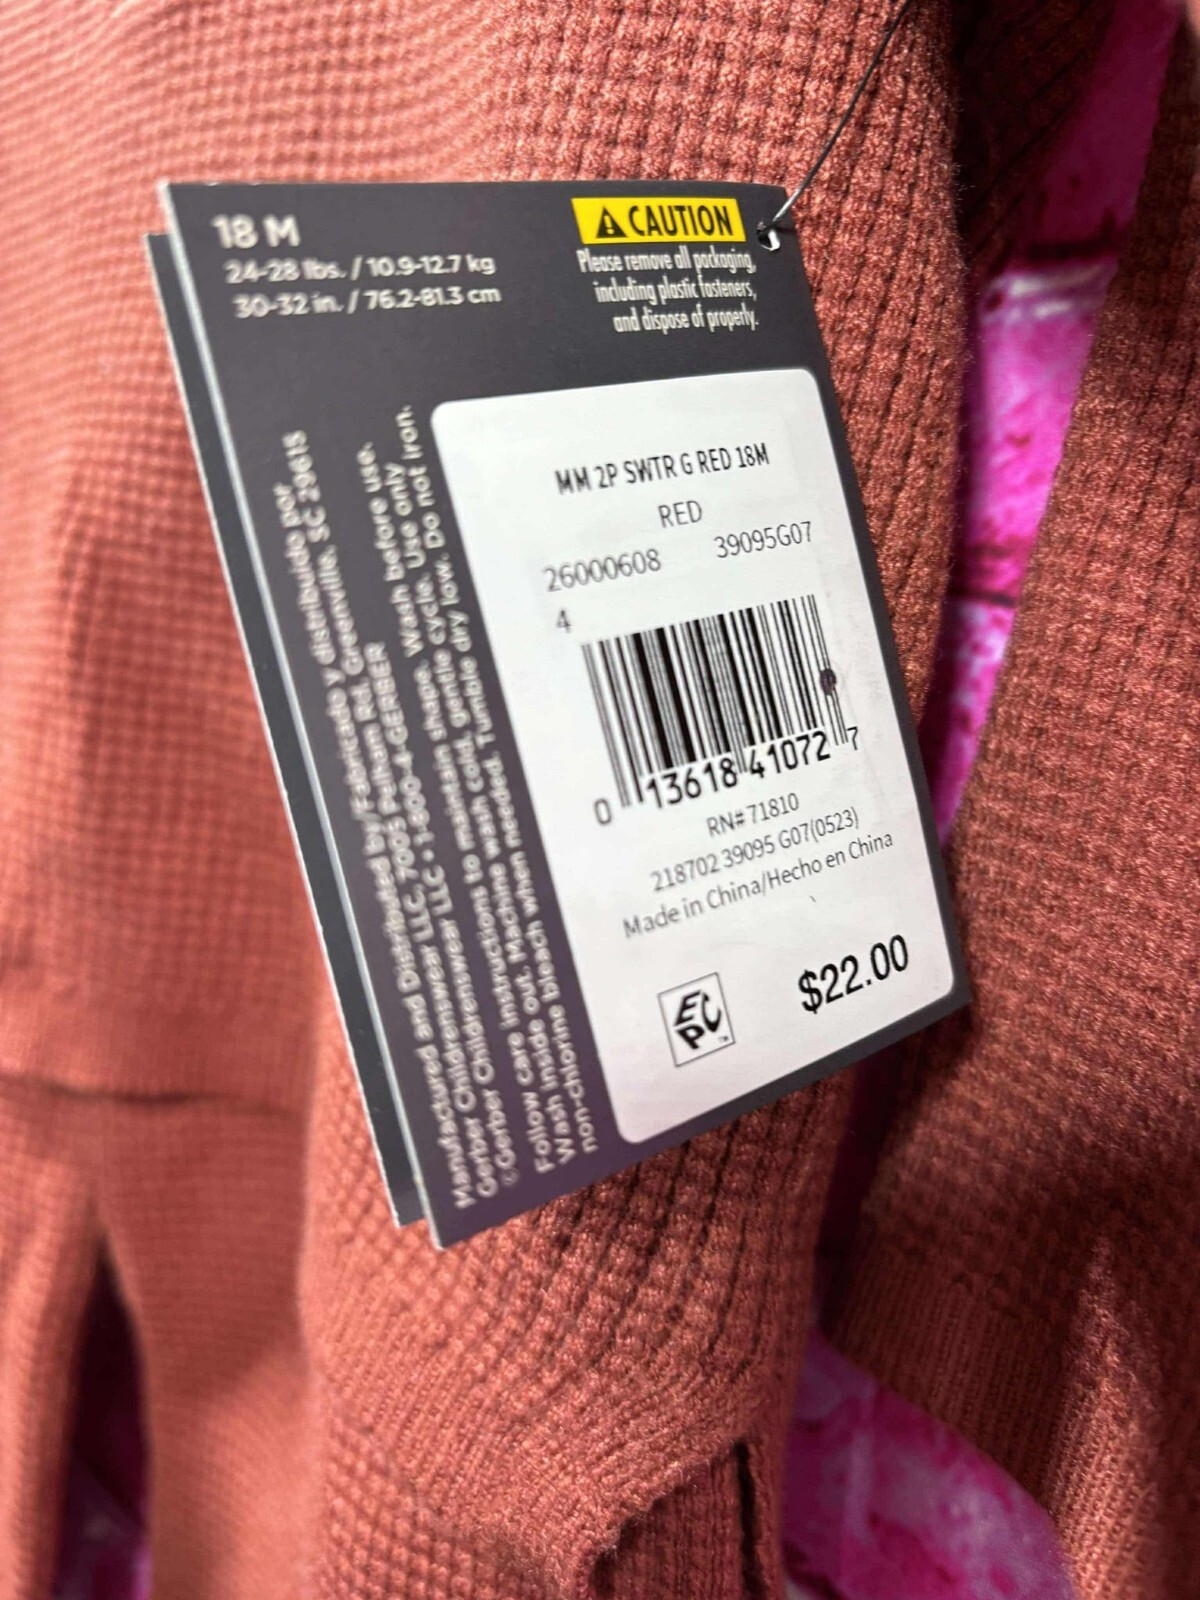 18 M
24-28 lbs. / 10.9-12.7 kg
30-32 in. / 76.2-81.3 cm
CAUTION
Please remove all packaging,
including plastic fasteners,
and dispose of properly.
MM 2P SWTR G RED 18M
RED
26000608 39095G07
4
0 13618 41072 7
RN# 71810
218702 39095 G07(0523)
Made in China/Hecho en China
$22.00
EPC™
Manufactured and Distributed by/Fabricado y distribuido por
Gerber Childrenswear LLC, 7005 Pelham Rd, Greenville, SC 29615
©Gerber Childrenswear LLC • 1-800-4-GERBER
Follow care instructions to maintain shape. Wash before use.
Wash inside out. Machine wash cold, gentle cycle. Use only
non-chlorine bleach when needed. Tumble dry low. Do not iron.